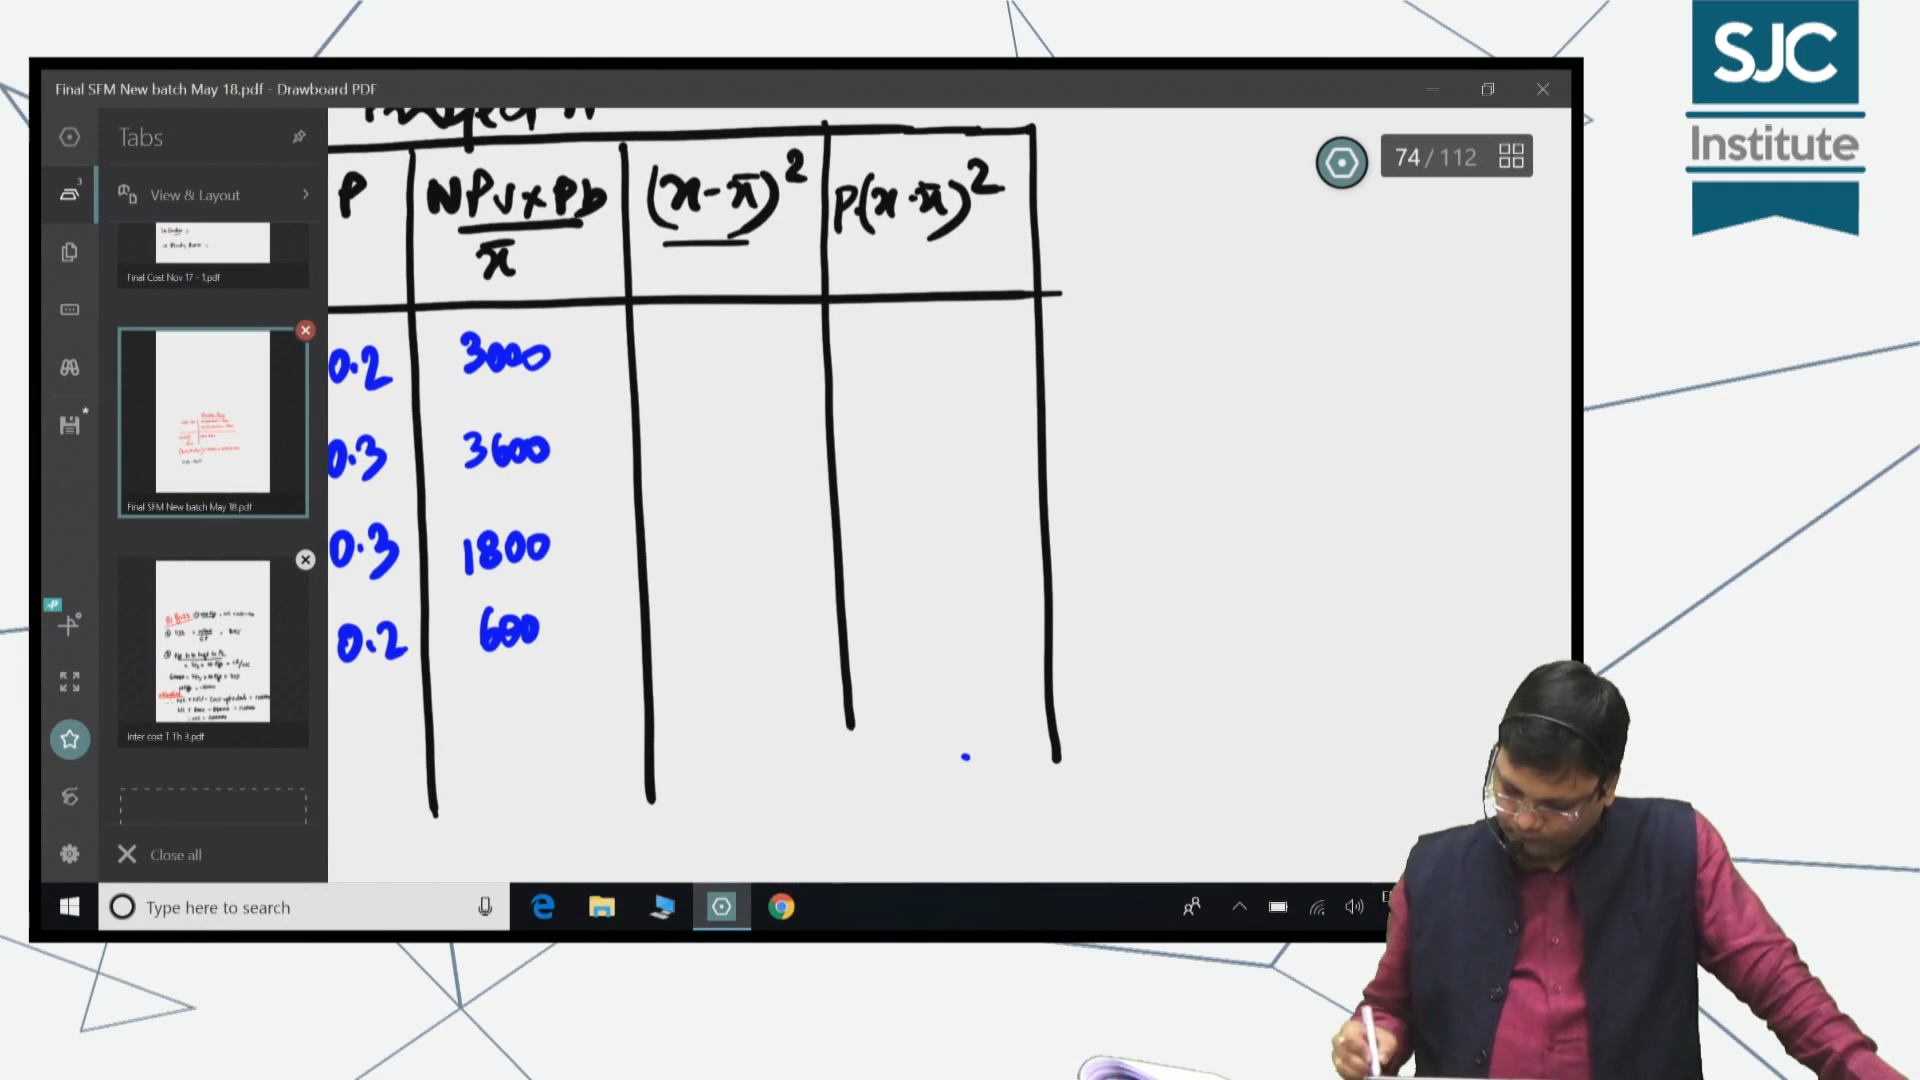 SJC
Institute
Final SFM New batch May 18.pdf - Drawboard PDF
Tabs
View & Layout
Final Cost Nov 17 - 1.pdf
Final SFM New batch May 18.pdf
Inter cost T Th 3.pdf
Close all
74 / 112
P
NPV x Pb
x̄
(x-x̄)²
P(x-x̄)²
0.2 3000
0.3 3600
0.3 1800
0.2 600
Type here to search